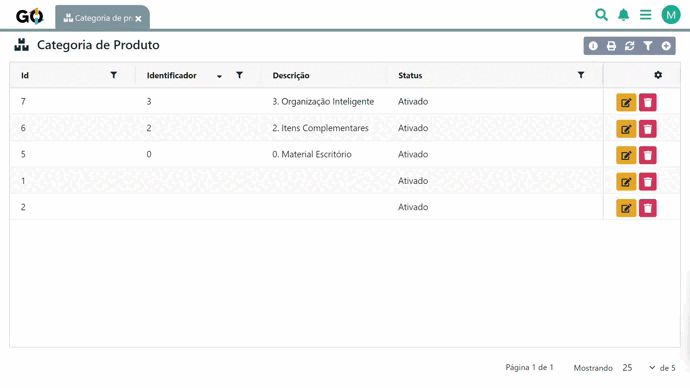 GO
Categoria de pr
M
Categoria de Produto
Id Identificador Descrição Status
7 3 3. Organização Inteligente Ativado
6 2 2. Itens Complementares Ativado
5 0 0. Material Escritório Ativado
1 Ativado
2 Ativado
Página 1 de 1 Mostrando 25 de 5